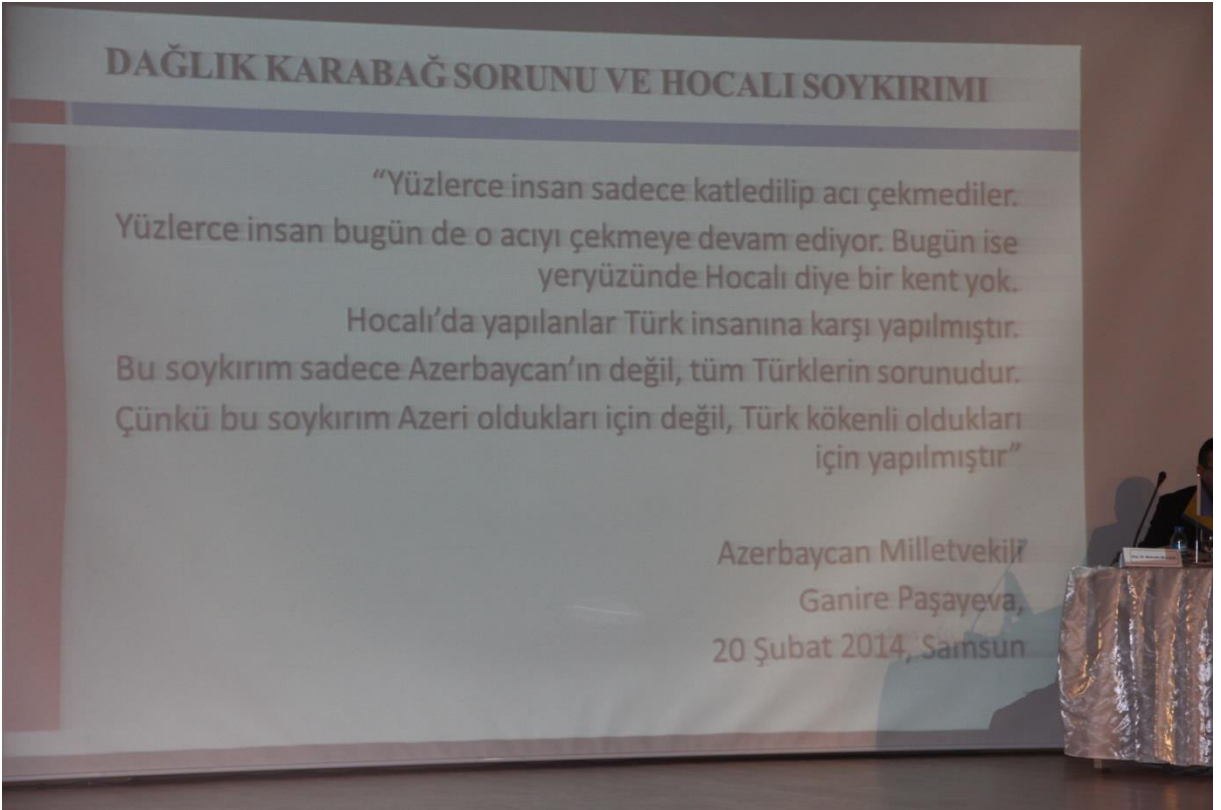 DAĞLIK KARABAĞ SORUNU VE HOCALI SOYKIRIMI
“Yüzlerce insan sadece katledilip acı çekmediler.
Yüzlerce insan bugün de o acıyı çekmeye devam ediyor. Bugün ise
yeryüzünde Hocalı diye bir kent yok.
Hocalı’da yapılanlar Türk insanına karşı yapılmıştır.
Bu soykırım sadece Azerbaycan’ın değil, tüm Türklerin sorunudur.
Çünkü bu soykırım Azeri oldukları için değil, Türk kökenli oldukları
için yapılmıştır”
Azerbaycan Milletvekili
Ganire Paşayeva,
20 Şubat 2014, Samsun